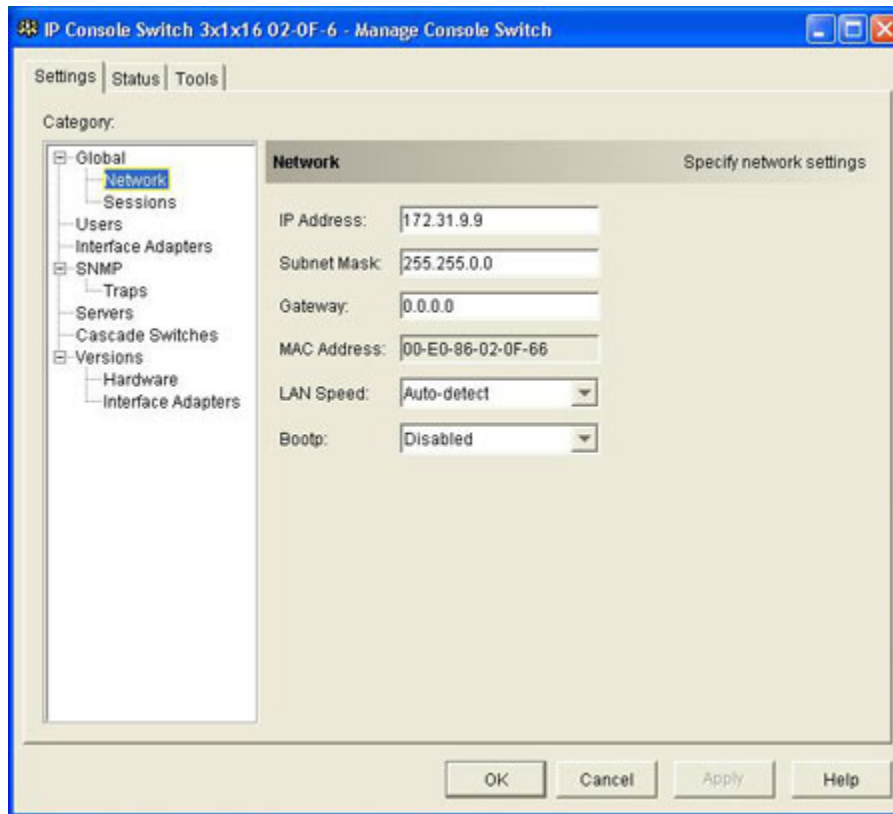 IP Console Switch 3x1x16 02-0F-6 - Manage Console Switch
Settings Status Tools
Category:
Global
Network
Sessions
Users
Interface Adapters
SNMP
Traps
Servers
Cascade Switches
Versions
Hardware
Interface Adapters
Network Specify network settings
IP Address: 172.31.9.9
Subnet Mask: 255.255.0.0
Gateway: 0.0.0.0
MAC Address: 00-E0-86-02-0F-66
LAN Speed: Auto-detect
Bootp: Disabled
OK Cancel Apply Help